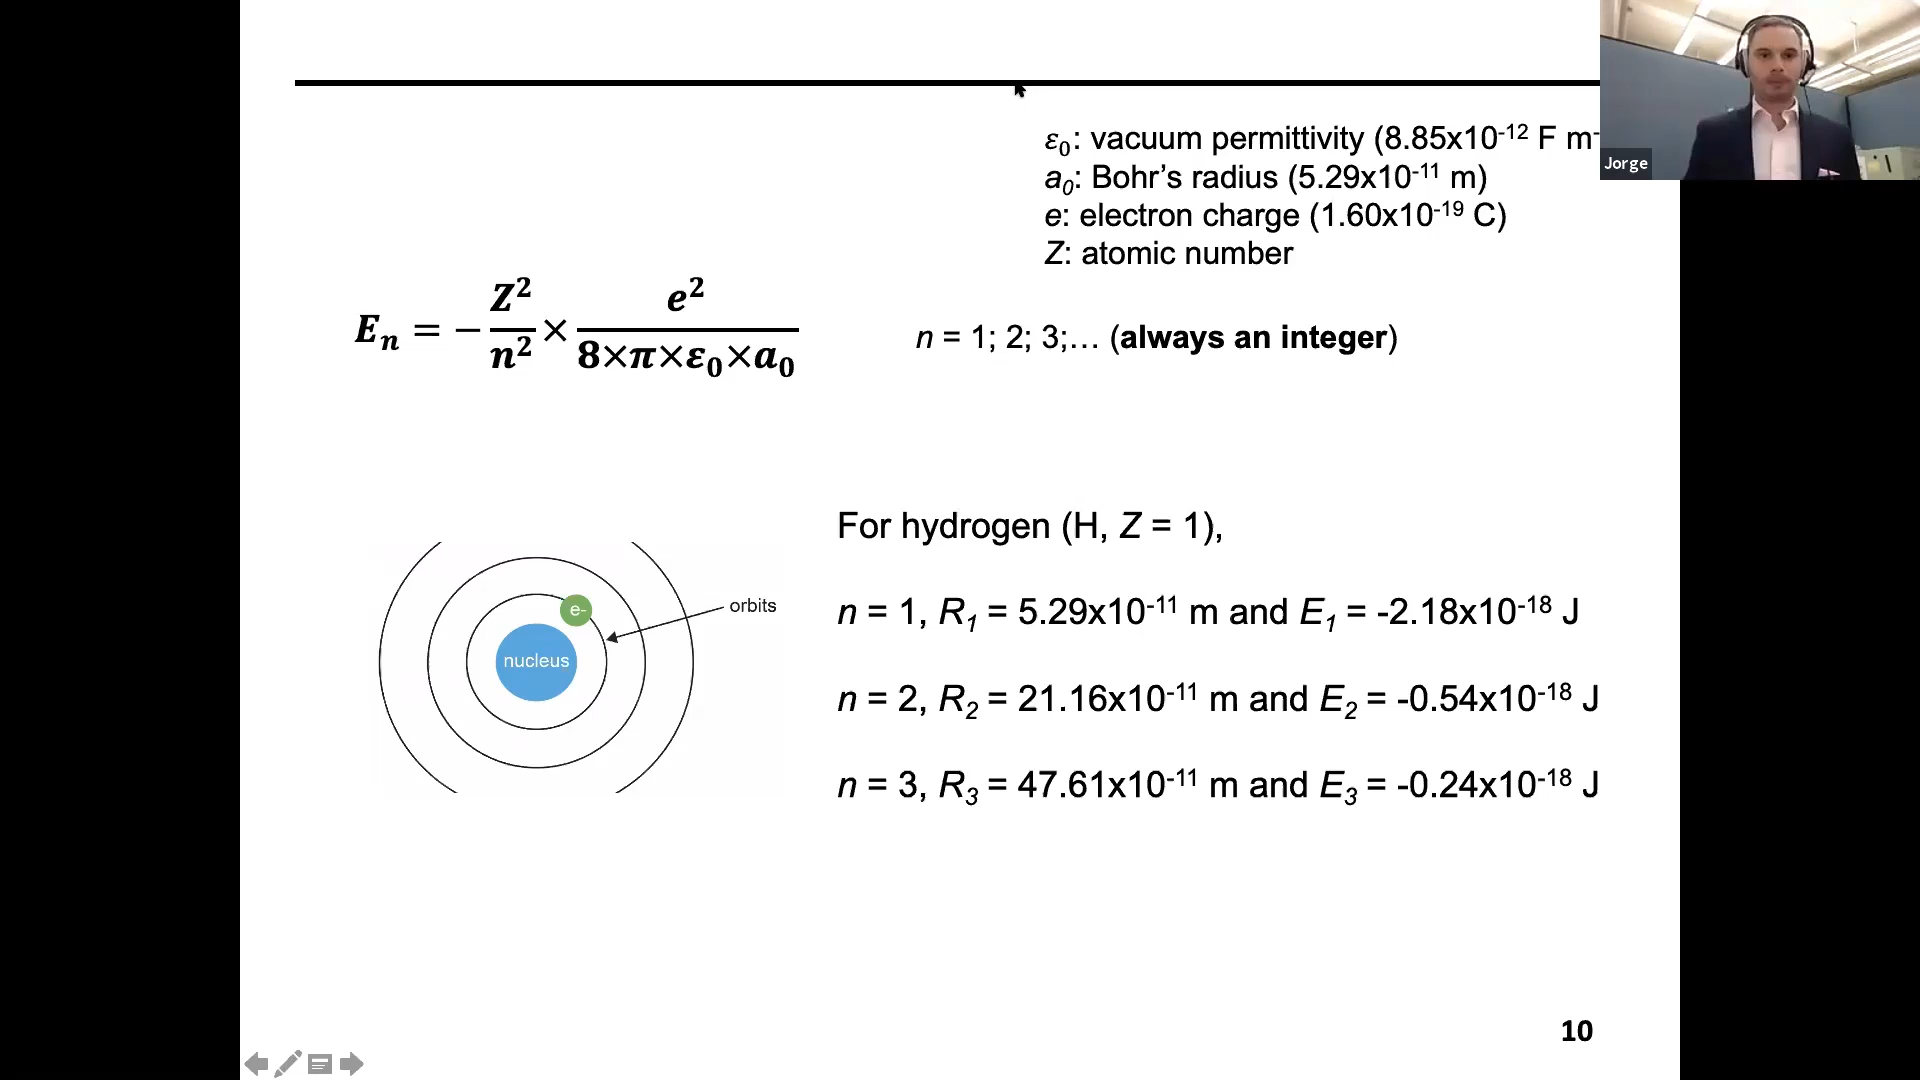 ε₀: vacuum permittivity (8.85x10⁻¹² F m⁻
a₀: Bohr’s radius (5.29x10⁻¹¹ m)
e: electron charge (1.60x10⁻¹⁹ C)
Z: atomic number
Eₙ = − Z²/n² × e²/8×π×ε₀×a₀
n = 1; 2; 3;… (always an integer)
For hydrogen (H, Z = 1),
n = 1, R₁ = 5.29x10⁻¹¹ m and E₁ = -2.18x10⁻¹⁸ J
n = 2, R₂ = 21.16x10⁻¹¹ m and E₂ = -0.54x10⁻¹⁸ J
n = 3, R₃ = 47.61x10⁻¹¹ m and E₃ = -0.24x10⁻¹⁸ J
e-
orbits
nucleus
10
Jorge